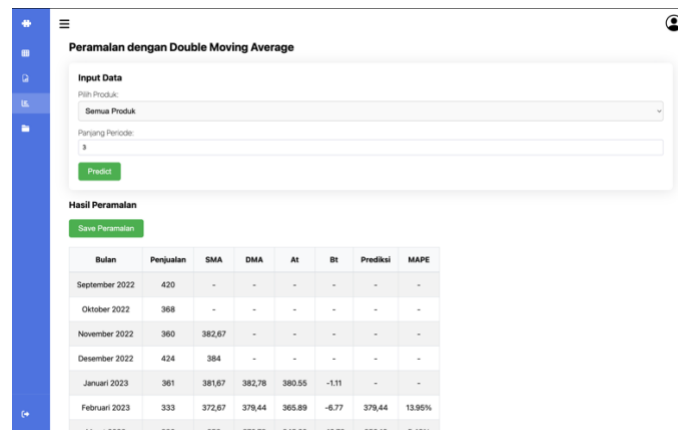 Peramalan dengan Double Moving Average
Input Data
Pilih Produk:
Semua Produk
Panjang Periode:
3
Predict
Hasil Peramalan
Save Peramalan
Bulan Penjualan SMA DMA At Bt Prediksi MAPE
September 2022 420 - - - - - -
Oktober 2022 368 - - - - - -
November 2022 360 382,67 - - - - -
Desember 2022 424 384 - - - - -
Januari 2023 361 381,67 382,78 380.55 -1.11 - -
Februari 2023 333 372,67 379,44 365.89 -6.77 379,44 13.95%